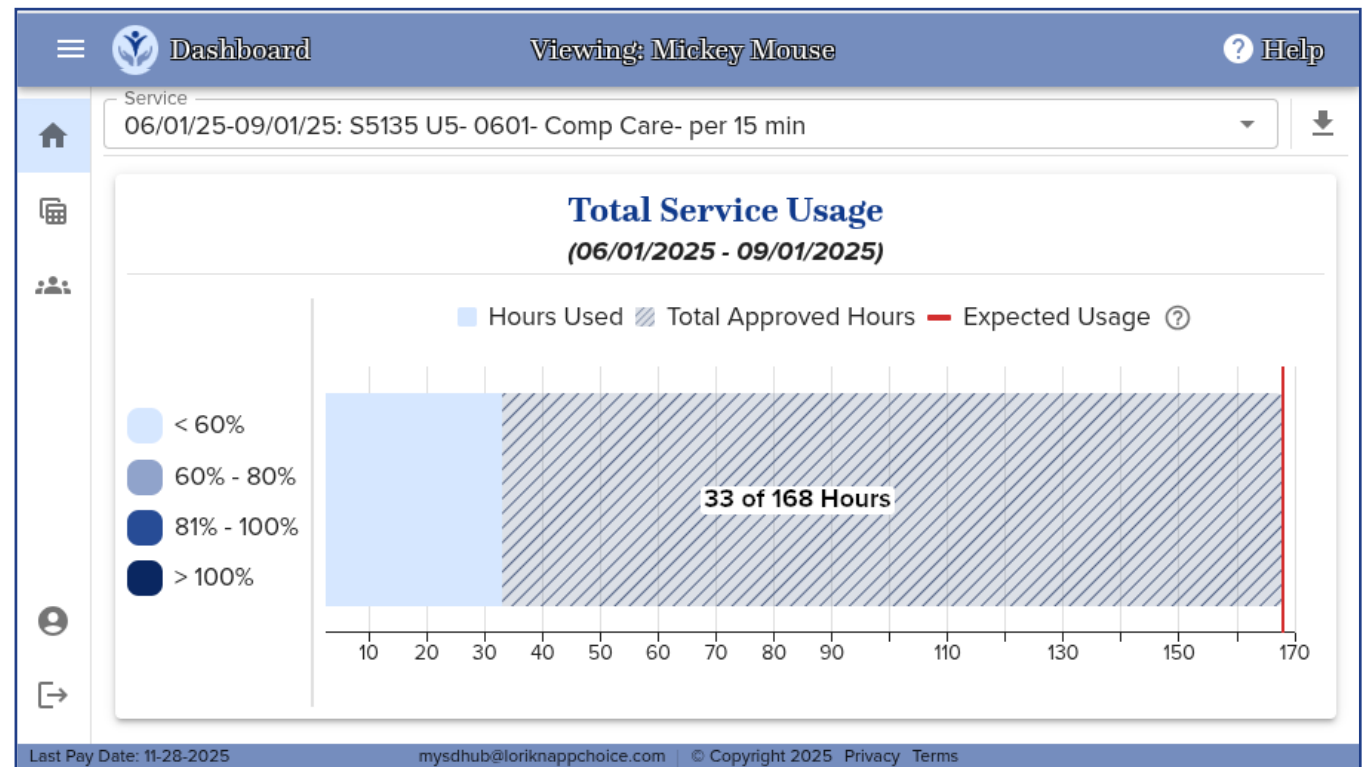 Dashboard Viewing: Mickey Mouse Help
Service
06/01/25-09/01/25: S5135 U5- 0601- Comp Care- per 15 min
Total Service Usage
(06/01/2025 - 09/01/2025)
Hours Used Total Approved Hours Expected Usage ?
< 60%
60% - 80%
81% - 100%
> 100%
33 of 168 Hours
10 20 30 40 50 60 70 80 90 110 130 150 170
Last Pay Date: 11-28-2025 mysdhub@loriknappchoice.com | © Copyright 2025 Privacy Terms